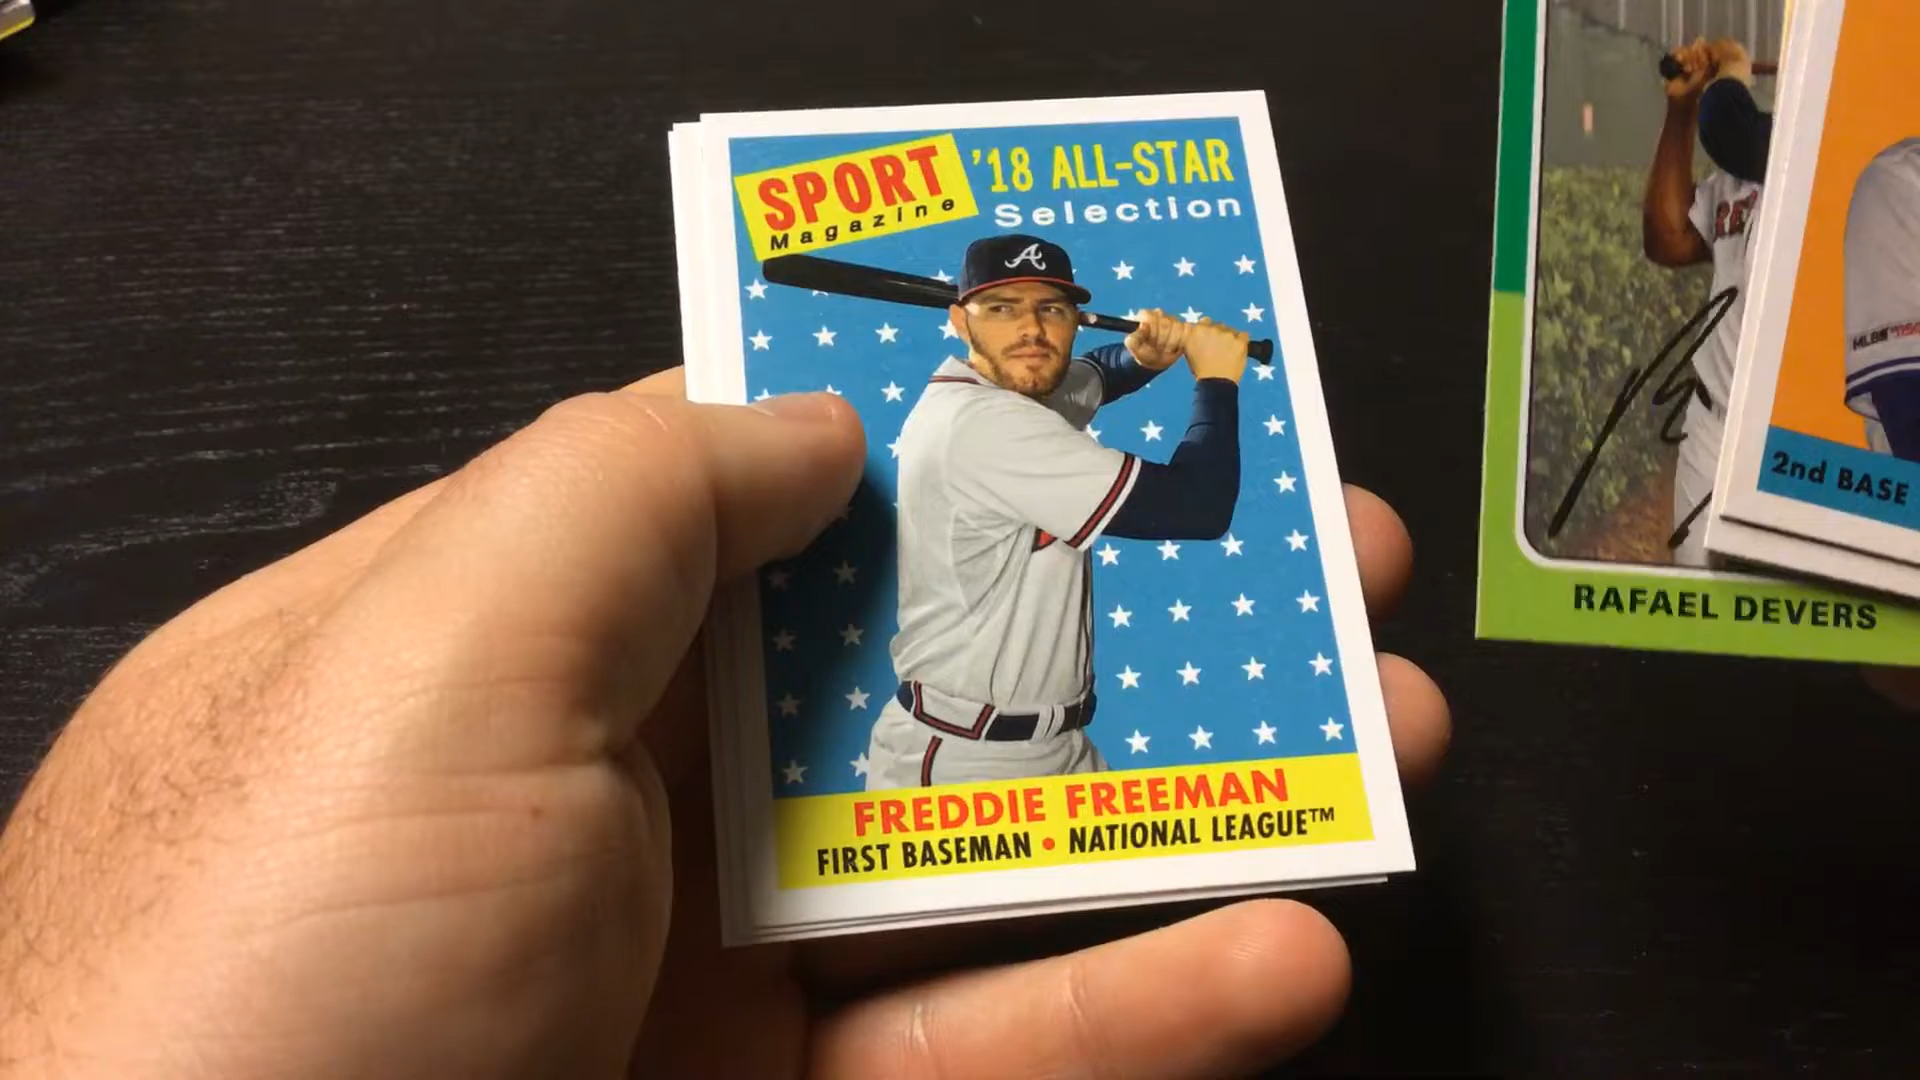 SPORT
Magazine
'18 ALL-STAR
Selection
A
FREDDIE FREEMAN
FIRST BASEMAN • NATIONAL LEAGUE™
RAFAEL DEVERS
2nd BASE